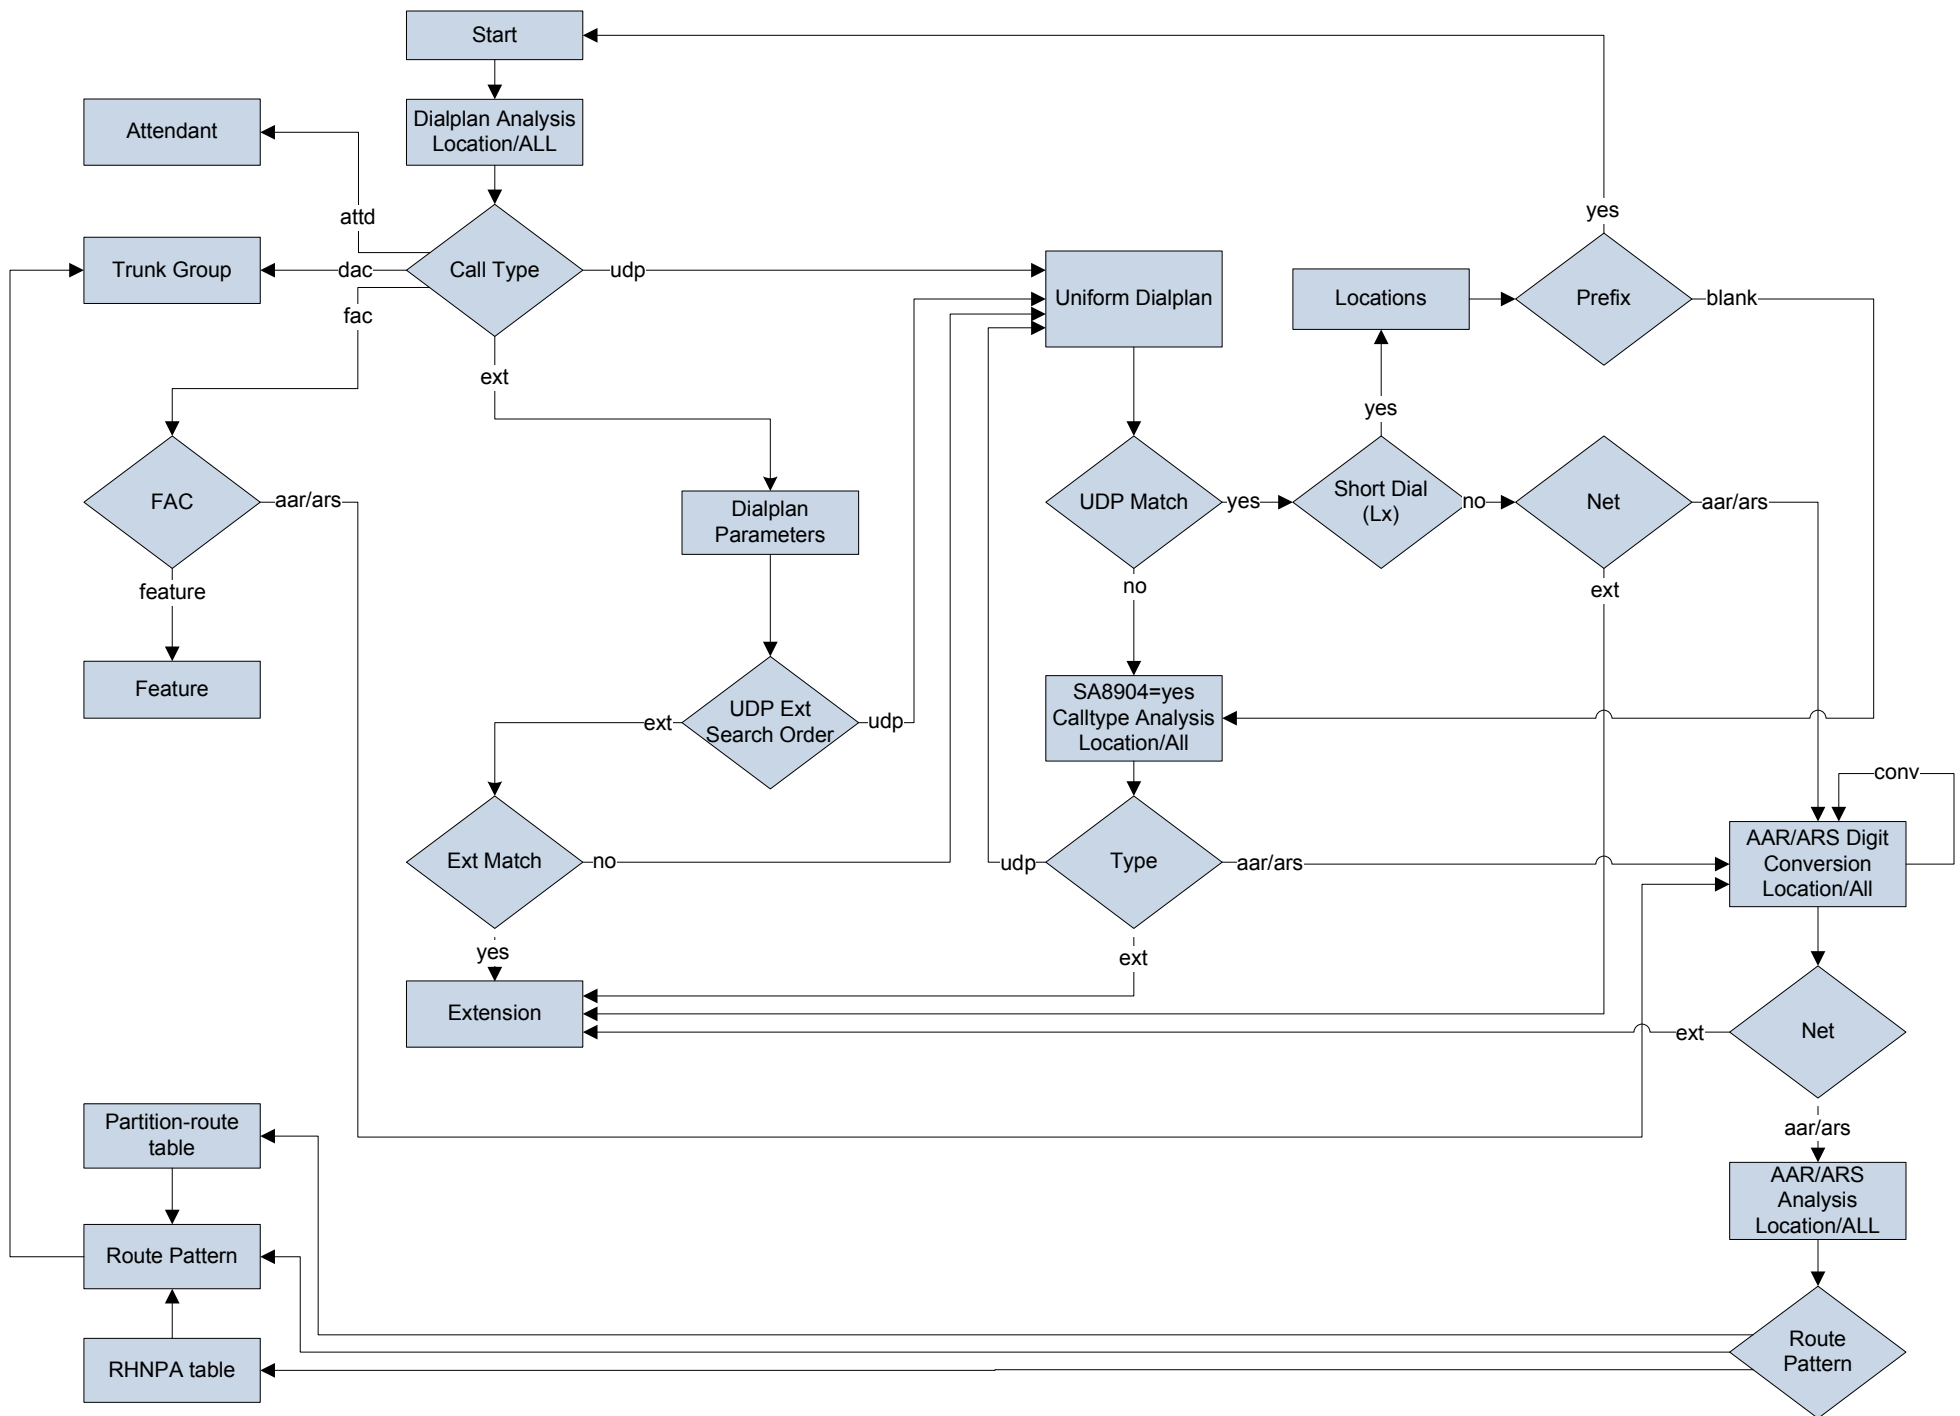 Start
Attendant
Dialplan Analysis
Location/ALL
attd
yes
Trunk Group
dac
Call Type
udp
fac
Uniform Dialplan
Locations
Prefix
blank
ext
yes
FAC
aar/ars
Dialplan
Parameters
UDP Match
yes
Short Dial
(Lx)
no
Net
aar/ars
feature
no
ext
Feature
ext
UDP Ext
Search Order
udp
SA8904=yes
Calltype Analysis
Location/All
conv
Ext Match
no
udp
Type
aar/ars
AAR/ARS Digit
Conversion
Location/All
yes
ext
Extension
ext
Net
Partition-route
table
aar/ars
AAR/ARS
Analysis
Location/ALL
Route Pattern
RHNPA table
Route
Pattern